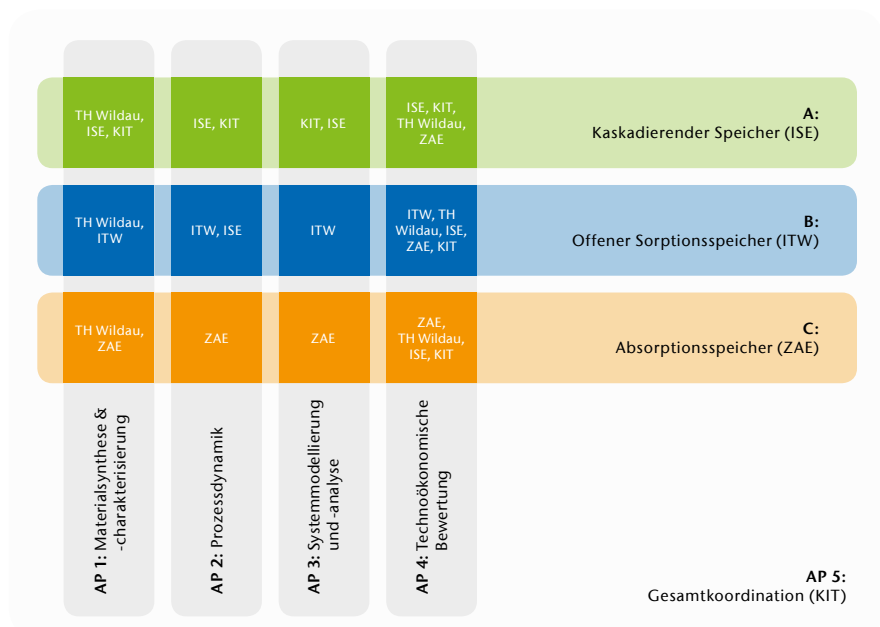 TH Wildau,
ISE, KIT
ISE, KIT
KIT, ISE
ISE, KIT,
TH Wildau,
ZAE
A:
Kaskadierender Speicher (ISE)
TH Wildau,
ITW
ITW, ISE
ITW
ITW, TH
Wildau, ISE,
ZAE, KIT
B:
Offener Sorptionsspeicher (ITW)
TH Wildau,
ZAE
ZAE
ZAE
ZAE,
TH Wildau,
ISE, KIT
C:
Absorptionsspeicher (ZAE)
AP 1: Materialsynthese &
-charakterisierung
AP 2: Prozessdynamik
AP 3: Systemmodellierung
und -analyse
AP 4: Technoökonomische
Bewertung
AP 5:
Gesamtkoordination (KIT)